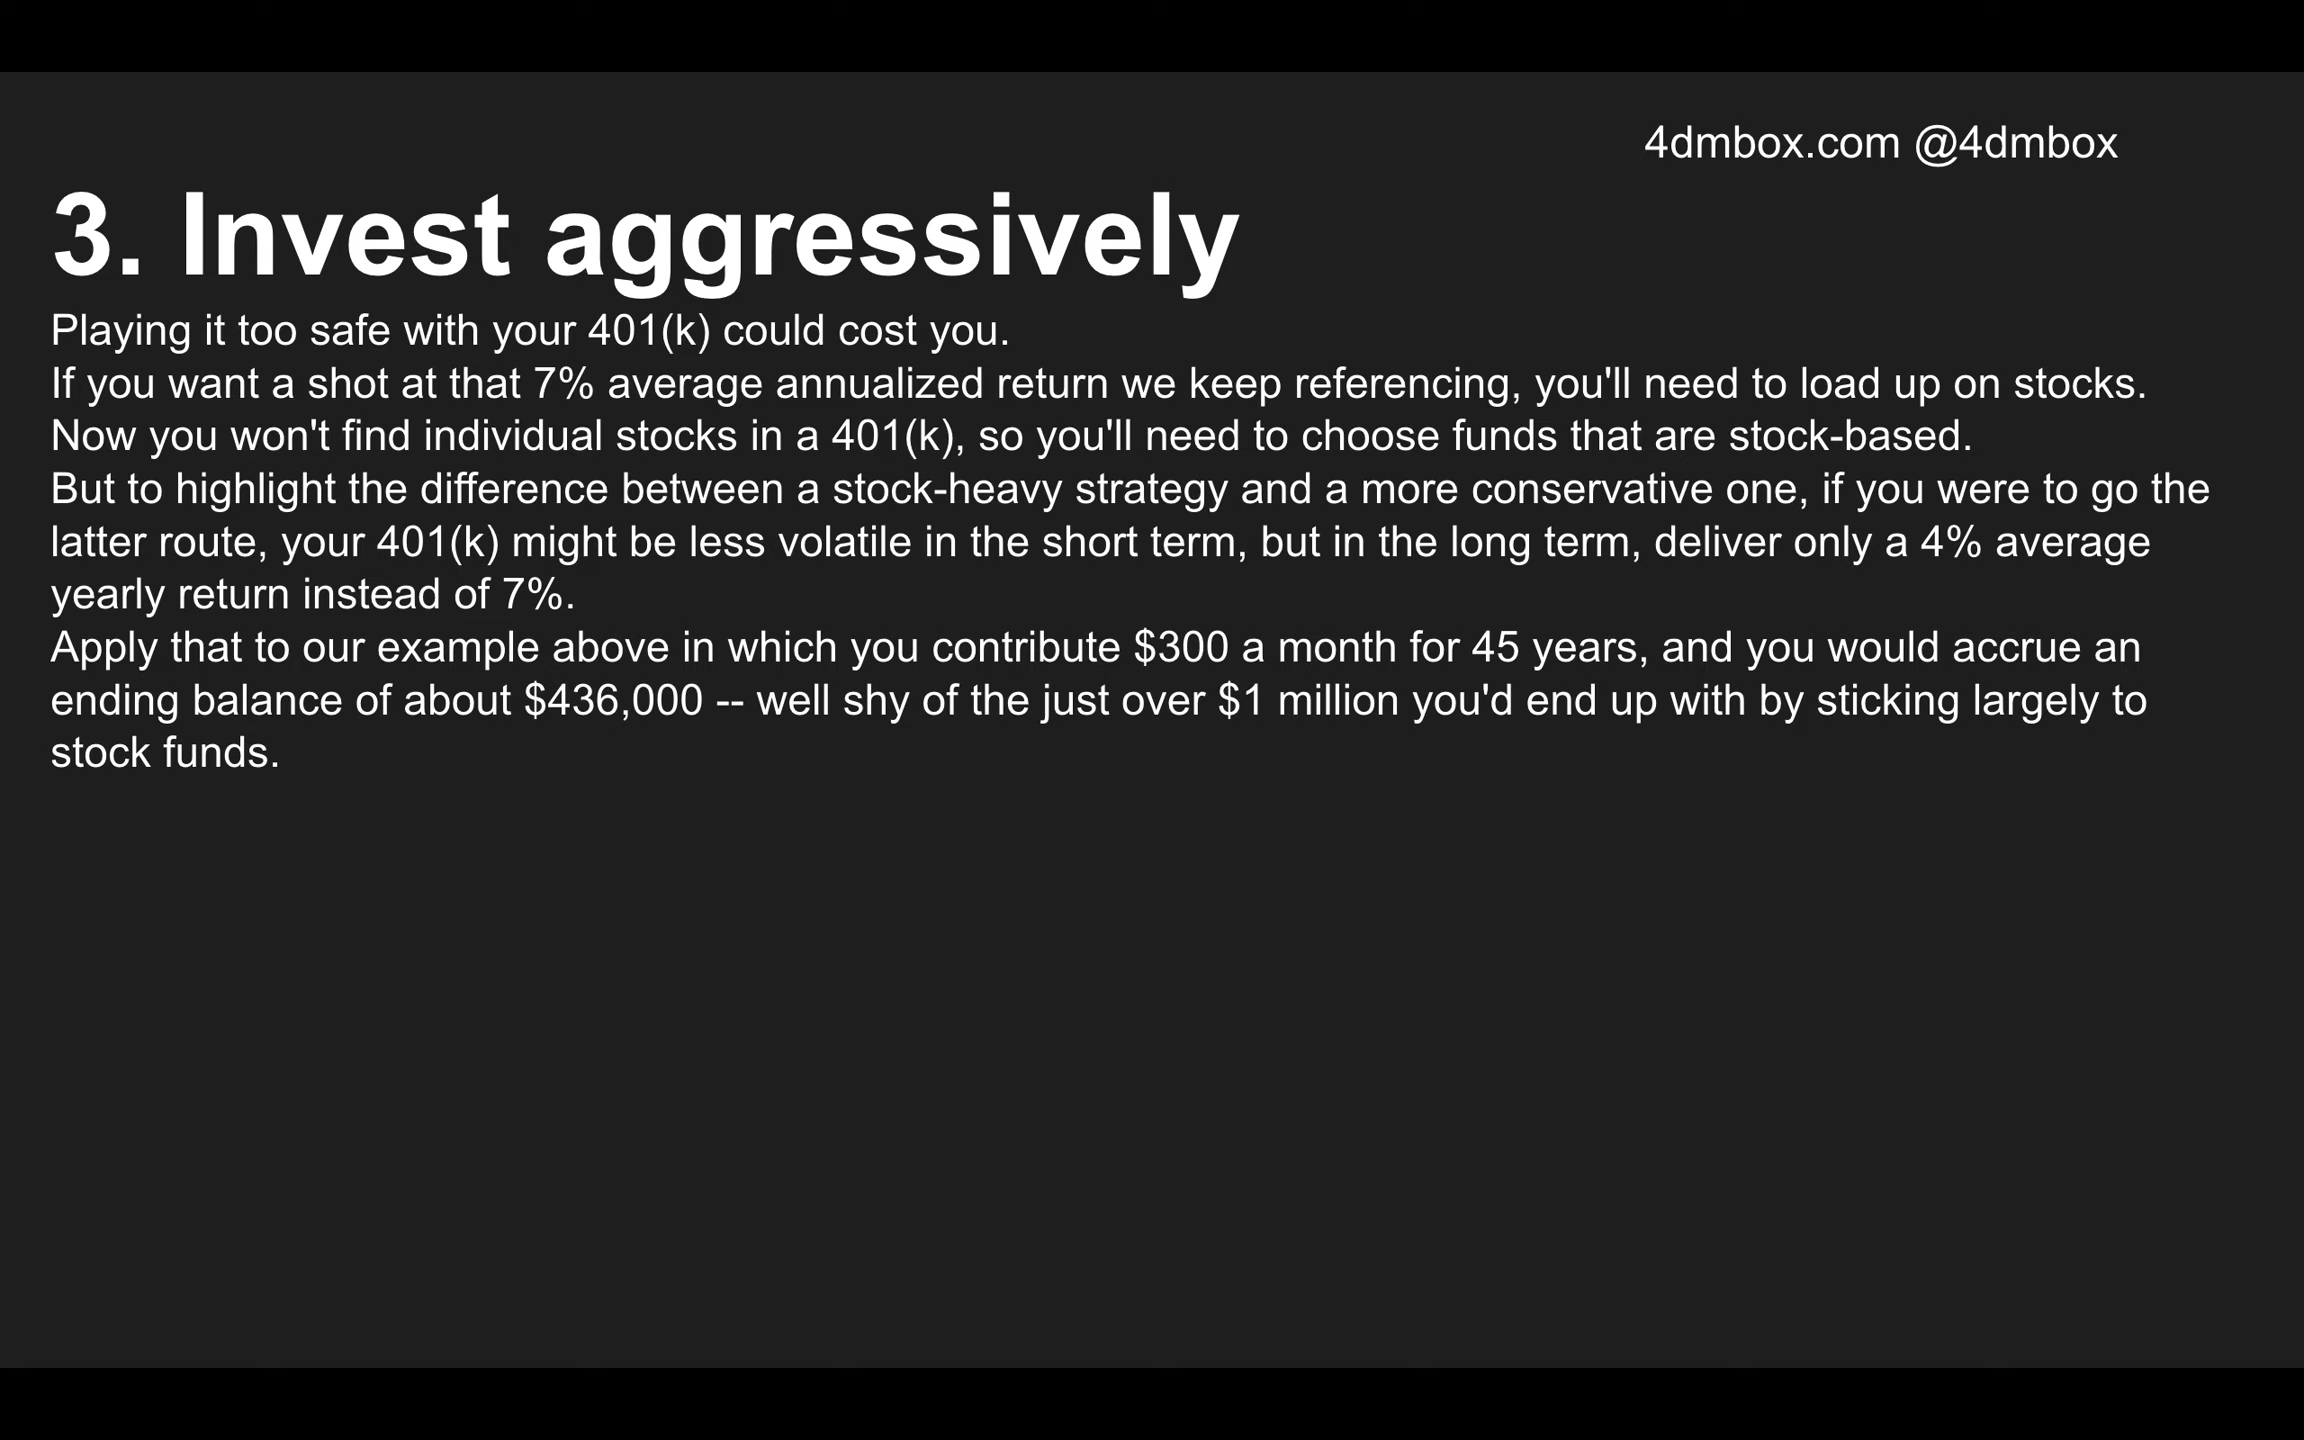 4dmbox.com @4dmbox
3. Invest aggressively
Playing it too safe with your 401(k) could cost you.
If you want a shot at that 7% average annualized return we keep referencing, you'll need to load up on stocks.
Now you won't find individual stocks in a 401(k), so you'll need to choose funds that are stock-based.
But to highlight the difference between a stock-heavy strategy and a more conservative one, if you were to go the
latter route, your 401(k) might be less volatile in the short term, but in the long term, deliver only a 4% average
yearly return instead of 7%.
Apply that to our example above in which you contribute $300 a month for 45 years, and you would accrue an
ending balance of about $436,000 -- well shy of the just over $1 million you'd end up with by sticking largely to
stock funds.